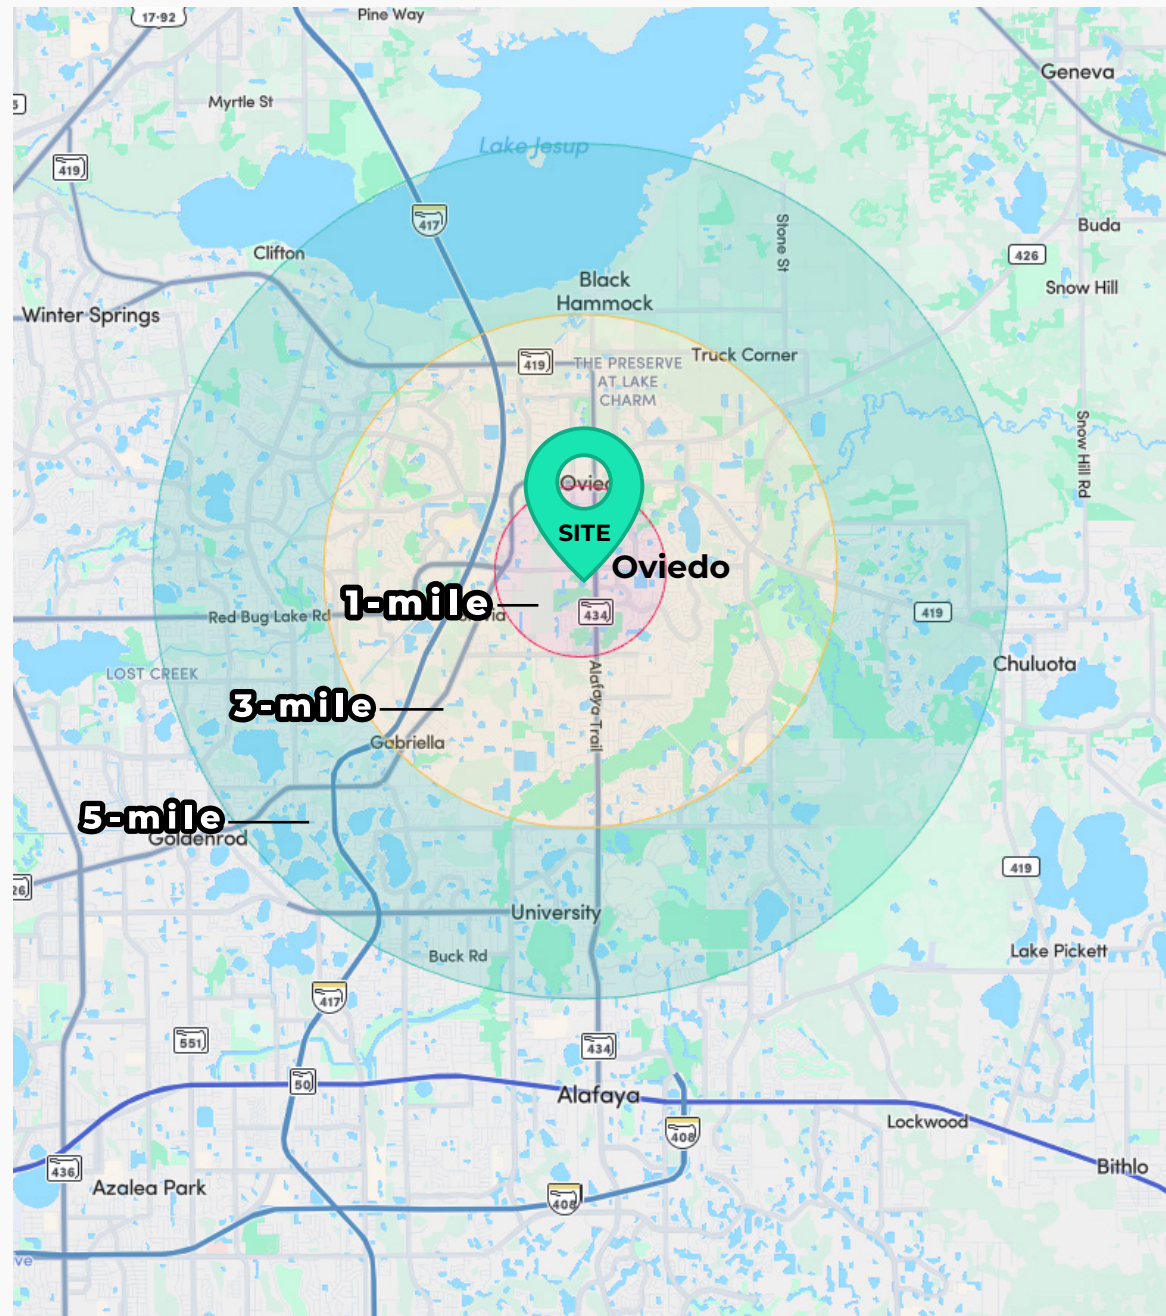 17-92
Pine Way
Geneva
Myrtle St
Lake Jesup
419
417
Stone St
Buda
426
Clifton
Black
Hammock
Snow Hill
Winter Springs
Truck Corner
419
THE PRESERVE
AT LAKE
CHARM
Snow Hill Rd
SITE
Oviedo
1-mile
434
419
Red Bug Lake Rd
Chuluota
LOST CREEK
Alafaya Trail
3-mile
Gabriella
5-mile
Goldenrod
419
University
Buck Rd
Lake Pickett
417
551
434
50
Alafaya
Lockwood
408
436
Azalea Park
Bithlo
408